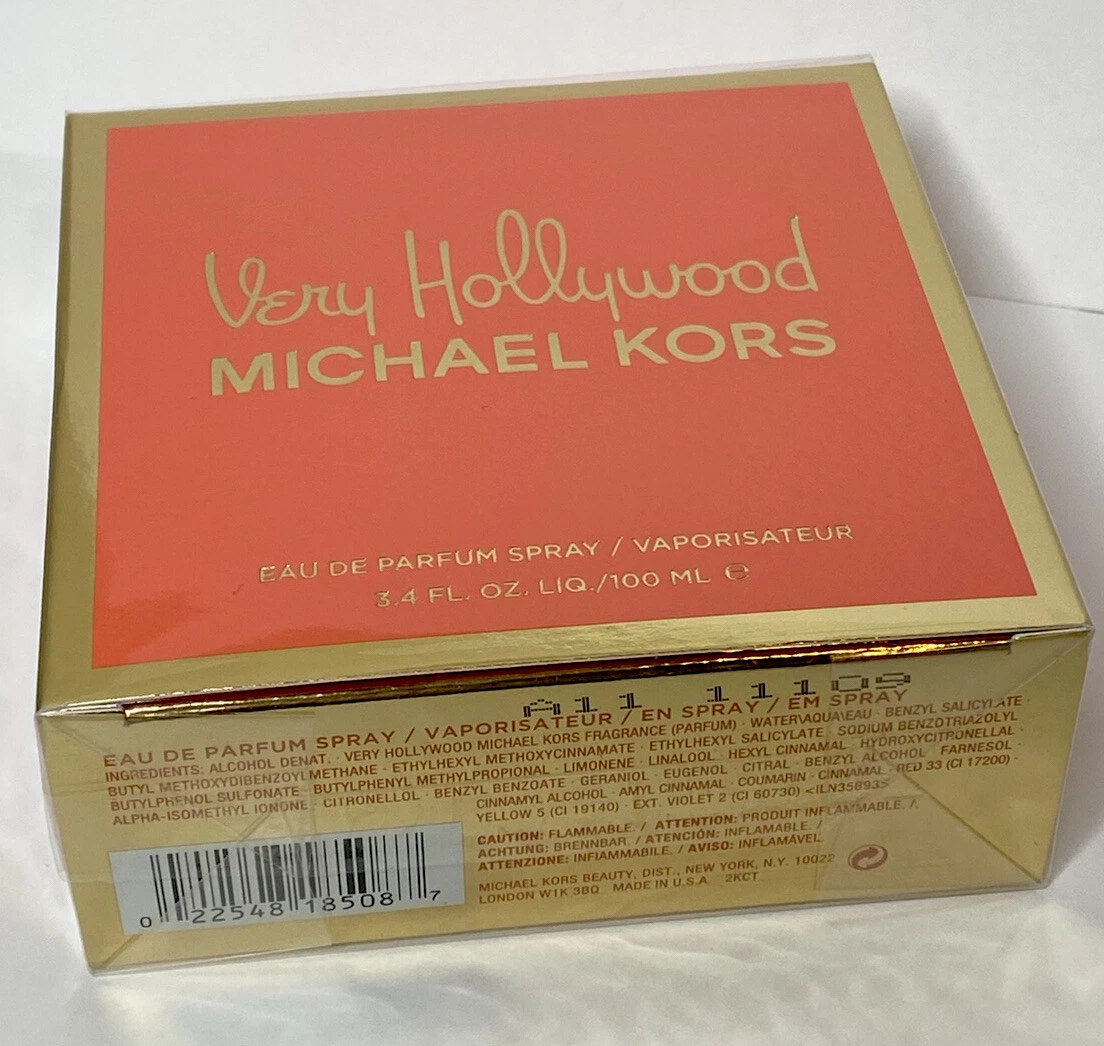 Very Hollywood
MICHAEL KORS
EAU DE PARFUM SPRAY / VAPORISATEUR
3.4 FL. OZ. LIQ./100 ML ℮
A11 11109
EAU DE PARFUM SPRAY / VAPORISATEUR / EN SPRAY / EM SPRAY
INGREDIENTS: ALCOHOL DENAT. · VERY HOLLYWOOD MICHAEL KORS FRAGRANCE (PARFUM) · WATER\AQUA\EAU · BENZYL SALICYLATE ·
BUTYL METHOXYDIBENZOYLMETHANE · ETHYLHEXYL METHOXYCINNAMATE · ETHYLHEXYL SALICYLATE · SODIUM BENZOTRIAZOLYL
BUTYLPHENOL SULFONATE · BUTYLPHENYL METHYLPROPIONAL · LIMONENE · LINALOOL · HEXYL CINNAMAL · HYDROXYCITRONELLAL ·
ALPHA-ISOMETHYL IONONE · CITRONELLOL · BENZYL BENZOATE · GERANIOL · EUGENOL · CITRAL · BENZYL ALCOHOL · FARNESOL ·
CINNAMYL ALCOHOL · AMYL CINNAMAL · COUMARIN · CINNAMAL · RED 33 (CI 17200) ·
YELLOW 5 (CI 19140) · EXT. VIOLET 2 (CI 60730)
CAUTION: FLAMMABLE. / ATTENTION: PRODUIT INFLAMMABLE. /
ACHTUNG: BRENNBAR. / ATENCIÓN: INFLAMABLE. /
ATTENZIONE: INFIAMMABILE. / AVISO: INFLAMÁVEL.
MICHAEL KORS BEAUTY, DIST., NEW YORK, N.Y. 10022
LONDON W1K 3BQ MADE IN U.S.A. 2KCT
0 22548 18508 7